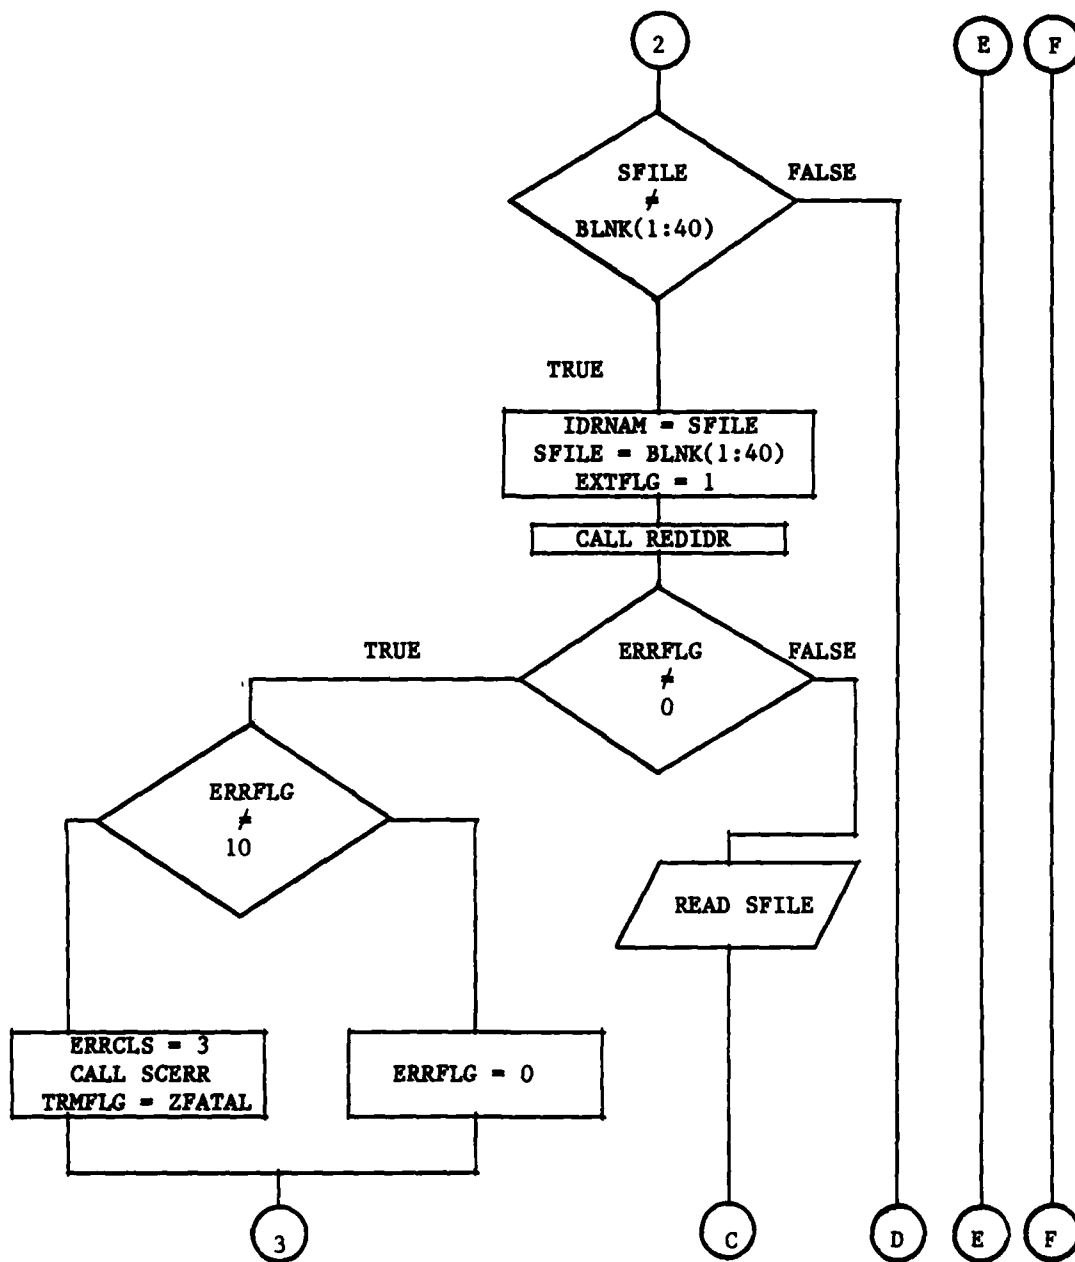 2
E
F
SFILE
≠
BLNK(1:40)
FALSE
TRUE
IDRNAM = SFILE
SFILE = BLNK(1:40)
EXTFLG = 1
CALL REDIDR
TRUE
ERRFLG
≠
0
FALSE
ERRFLG
≠
10
READ SFILE
ERRCLS = 3
CALL SCERR
TRMFLG = ZFATAL
ERRFLG = 0
3
C
D
E
F